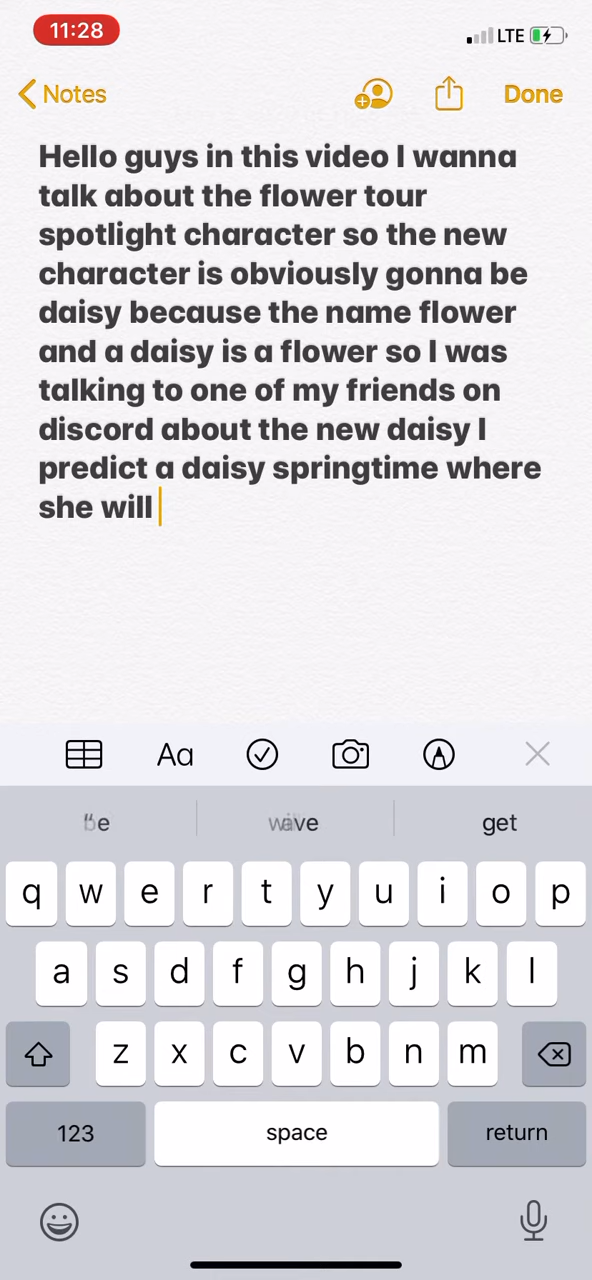 11:28
LTE
Notes
Done
Hello guys in this video I wanna
talk about the flower tour
spotlight character so the new
character is obviously gonna be
daisy because the name flower
and a daisy is a flower so I was
talking to one of my friends on
discord about the new daisy I
predict a daisy springtime where
she will
Aa
get
q w e r t y u i o p
a s d f g h j k l
z x c v b n m
123 space return